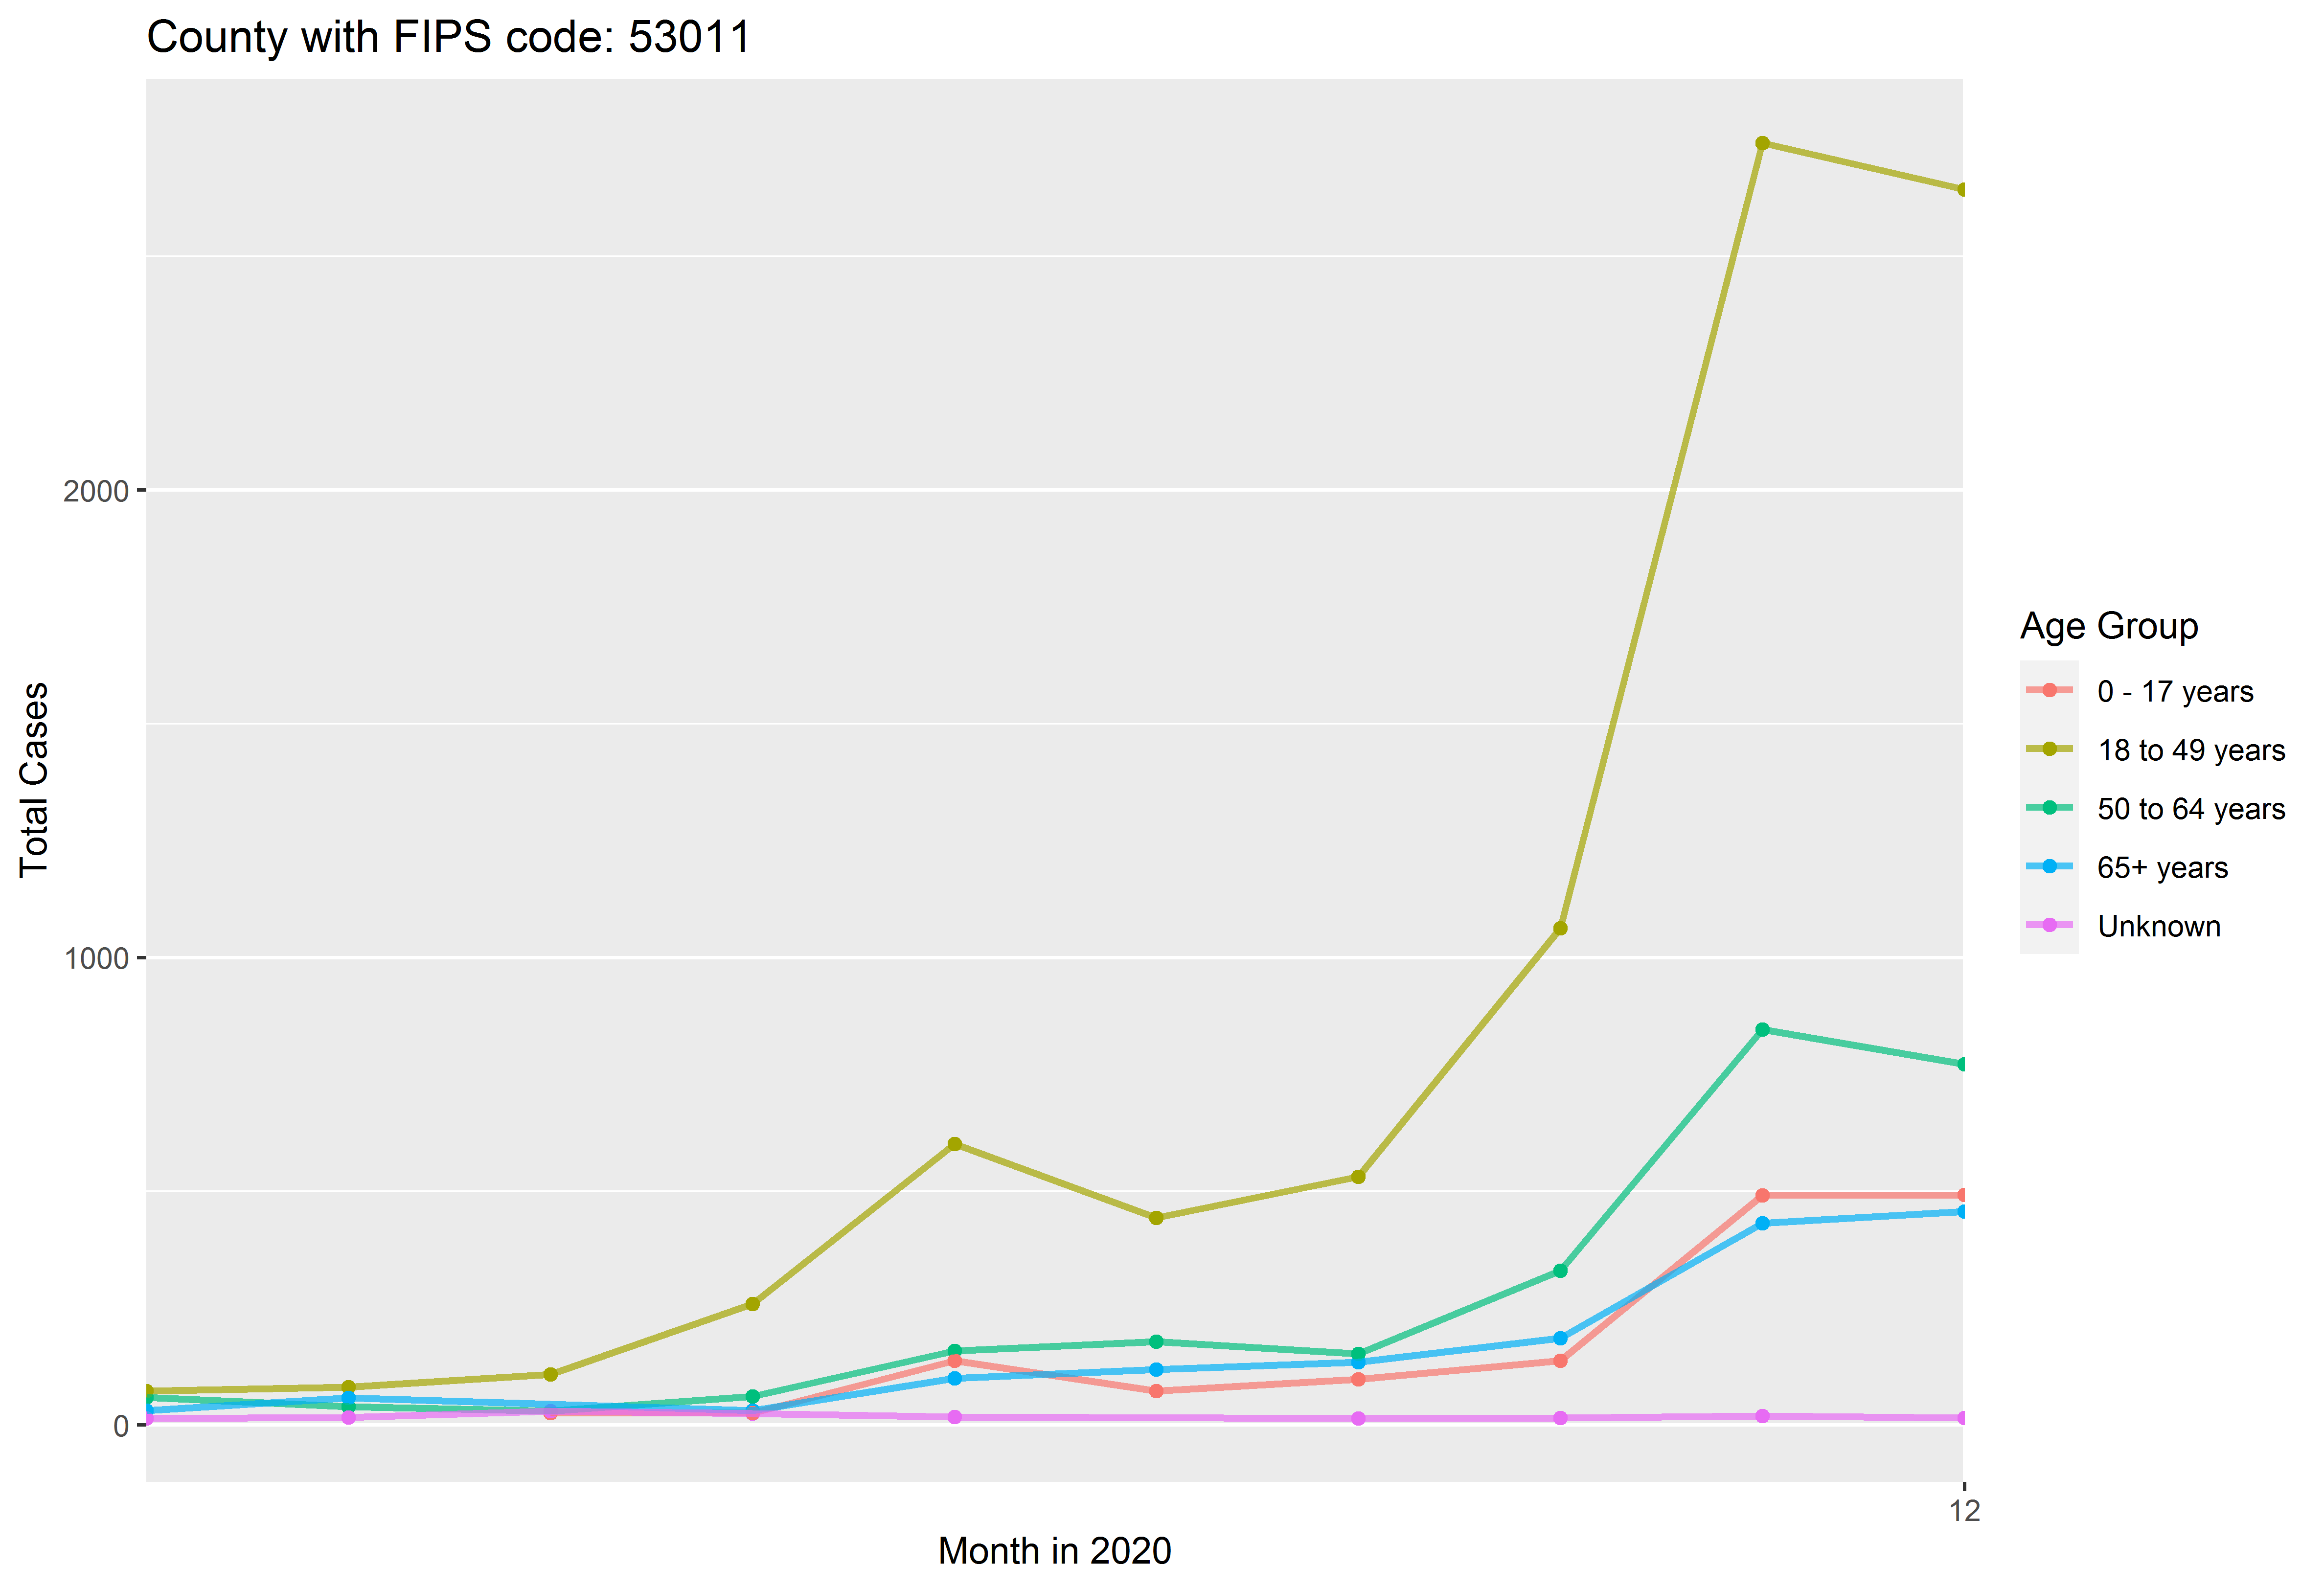 County with FIPS code: 53011
Total Cases
2000
1000
0
12
Month in 2020
Age Group
0 - 17 years
18 to 49 years
50 to 64 years
65+ years
Unknown